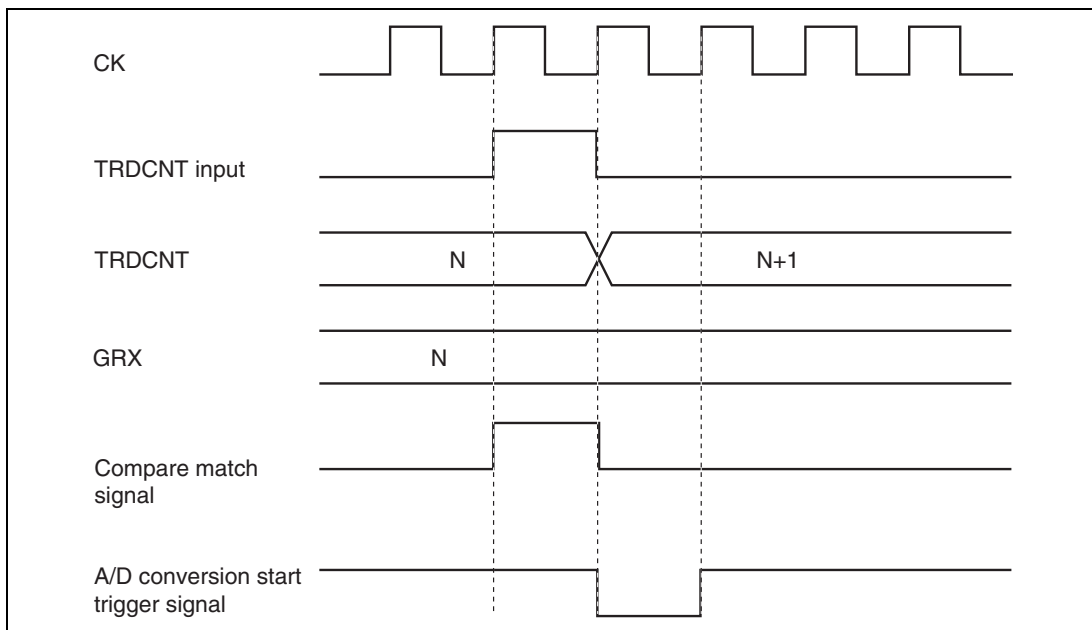 CK
TRDCNT input
TRDCNT
N
N+1
GRX
N
Compare match
signal
A/D conversion start
trigger signal